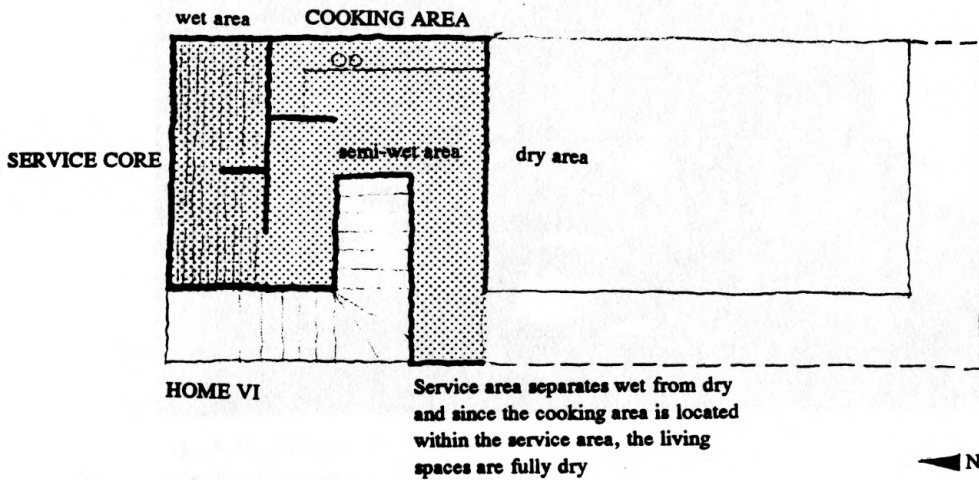 wet area
COOKING AREA
SERVICE CORE
semi-wet area
dry area
HOME VI
Service area separates wet from dry
and since the cooking area is located
within the service area, the living
spaces are fully dry
N